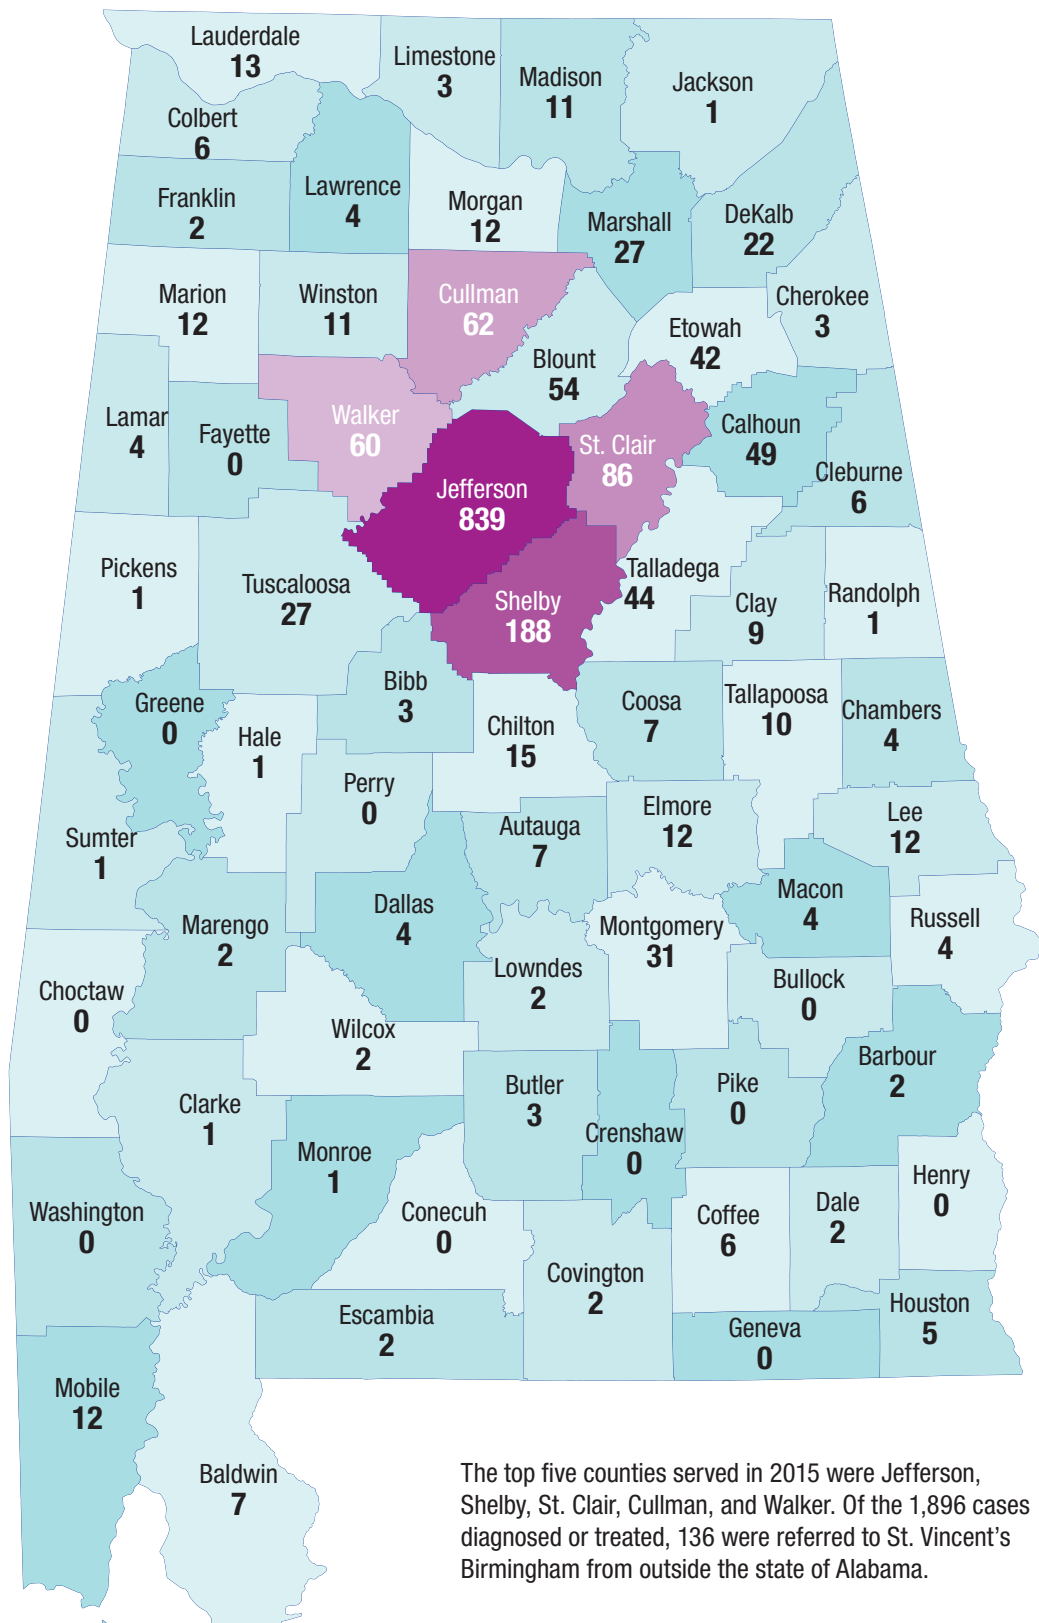 Lauderdale
13
Limestone
3
Madison
11
Jackson
1
Colbert
6
Franklin
2
Lawrence
4
Morgan
12
Marshall
27
DeKalb
22
Marion
12
Winston
11
Cullman
62
Cherokee
3
Etowah
42
Blount
54
Lamar
4
Fayette
0
Walker
60
St. Clair
86
Calhoun
49
Cleburne
6
Jefferson
839
Pickens
1
Tuscaloosa
27
Shelby
188
Talladega
44
Clay
9
Randolph
1
Greene
0
Hale
1
Bibb
3
Chilton
15
Coosa
7
Tallapoosa
10
Chambers
4
Sumter
1
Perry
0
Autauga
7
Elmore
12
Lee
12
Marengo
2
Dallas
4
Montgomery
31
Macon
4
Russell
4
Choctaw
0
Lowndes
2
Bullock
0
Wilcox
2
Clarke
1
Butler
3
Crenshaw
0
Pike
0
Barbour
2
Monroe
1
Washington
0
Conecuh
0
Coffee
6
Dale
2
Henry
0
Covington
2
Escambia
2
Geneva
0
Houston
5
Mobile
12
Baldwin
7
The top five counties served in 2015 were Jefferson,
Shelby, St. Clair, Cullman, and Walker. Of the 1,896 cases
diagnosed or treated, 136 were referred to St. Vincent’s
Birmingham from outside the state of Alabama.